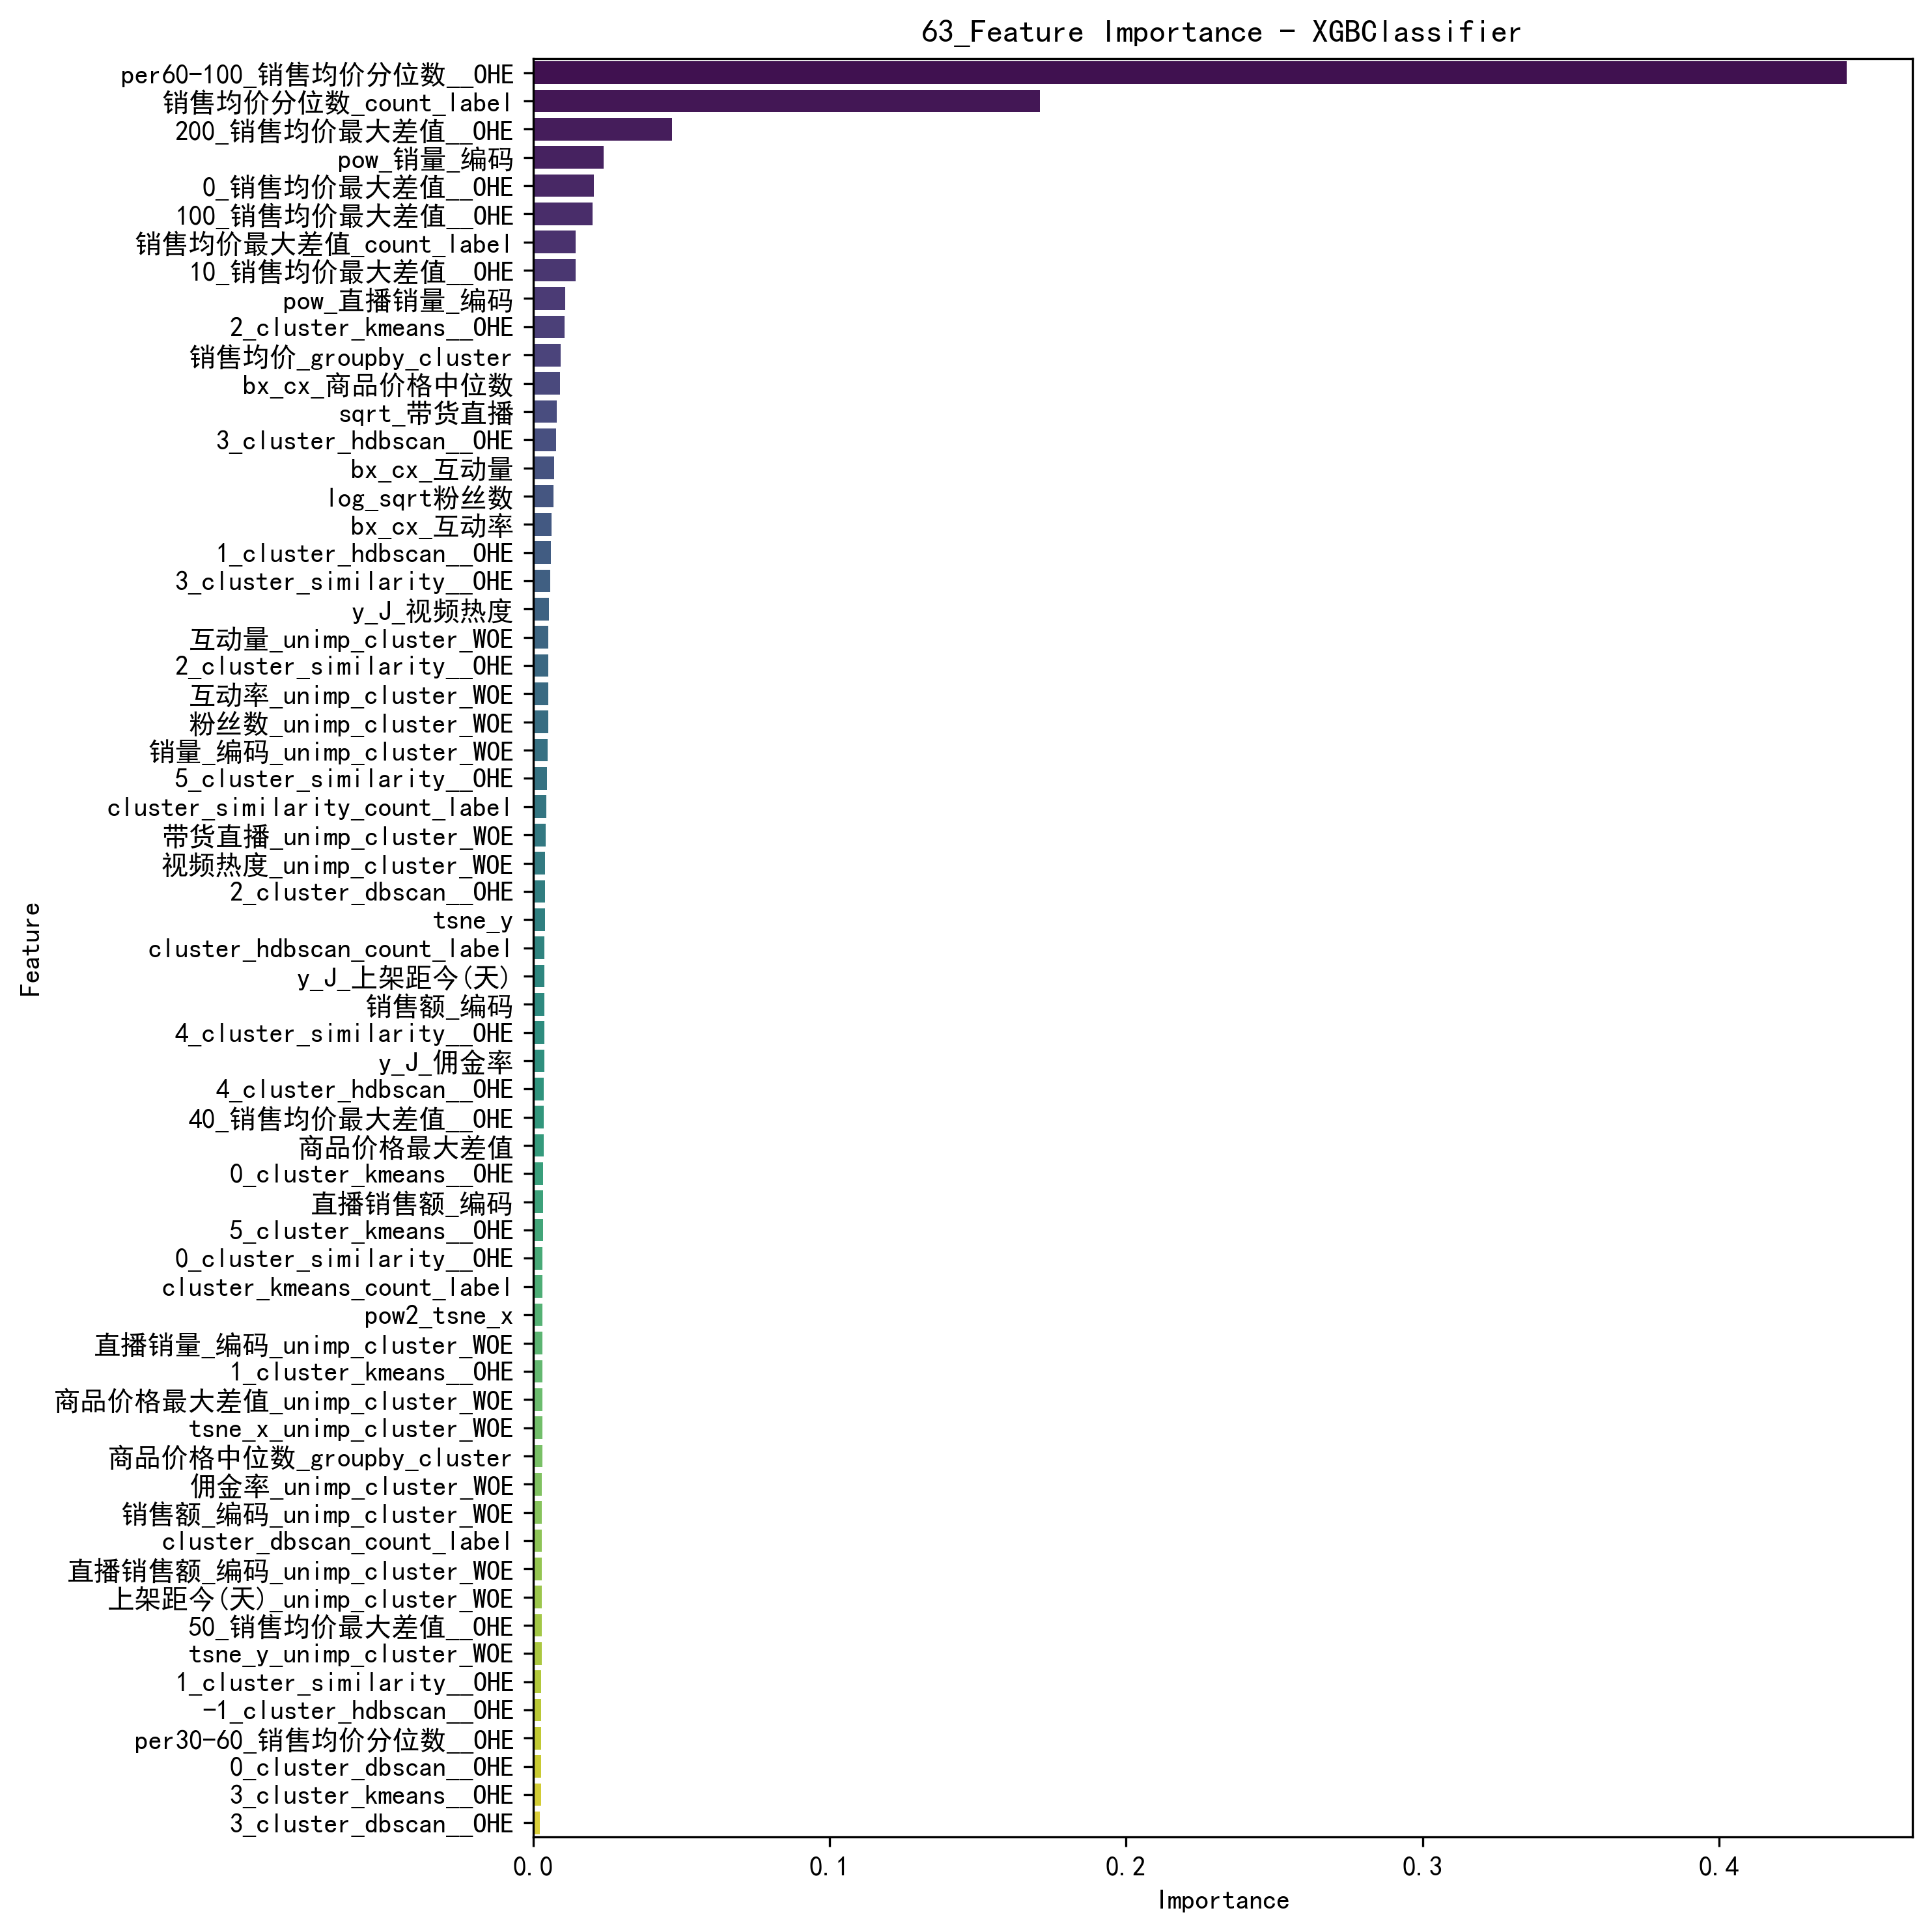 63_Feature Importance - XGBClassifier
per60-100_销售均价分位数__OHE
销售均价分位数_count_label
200_销售均价最大差值__OHE
pow_销量_编码
0_销售均价最大差值__OHE
100_销售均价最大差值__OHE
销售均价最大差值_count_label
10_销售均价最大差值__OHE
pow_直播销量_编码
2_cluster_kmeans__OHE
销售均价_groupby_cluster
bx_cx_商品价格中位数
sqrt_带货直播
3_cluster_hdbscan__OHE
bx_cx_互动量
log_sqrt粉丝数
bx_cx_互动率
1_cluster_hdbscan__OHE
3_cluster_similarity__OHE
y_J_视频热度
互动量_unimp_cluster_WOE
2_cluster_similarity__OHE
互动率_unimp_cluster_WOE
粉丝数_unimp_cluster_WOE
销量_编码_unimp_cluster_WOE
5_cluster_similarity__OHE
cluster_similarity_count_label
带货直播_unimp_cluster_WOE
视频热度_unimp_cluster_WOE
2_cluster_dbscan__OHE
tsne_y
cluster_hdbscan_count_label
y_J_上架距今(天)
销售额_编码
4_cluster_similarity__OHE
y_J_佣金率
4_cluster_hdbscan__OHE
40_销售均价最大差值__OHE
商品价格最大差值
0_cluster_kmeans__OHE
直播销售额_编码
5_cluster_kmeans__OHE
0_cluster_similarity__OHE
cluster_kmeans_count_label
pow2_tsne_x
直播销量_编码_unimp_cluster_WOE
1_cluster_kmeans__OHE
商品价格最大差值_unimp_cluster_WOE
tsne_x_unimp_cluster_WOE
商品价格中位数_groupby_cluster
佣金率_unimp_cluster_WOE
销售额_编码_unimp_cluster_WOE
cluster_dbscan_count_label
直播销售额_编码_unimp_cluster_WOE
上架距今(天)_unimp_cluster_WOE
50_销售均价最大差值__OHE
tsne_y_unimp_cluster_WOE
1_cluster_similarity__OHE
-1_cluster_hdbscan__OHE
per30-60_销售均价分位数__OHE
0_cluster_dbscan__OHE
3_cluster_kmeans__OHE
3_cluster_dbscan__OHE
Feature
0.0 0.1 0.2 0.3 0.4
Importance